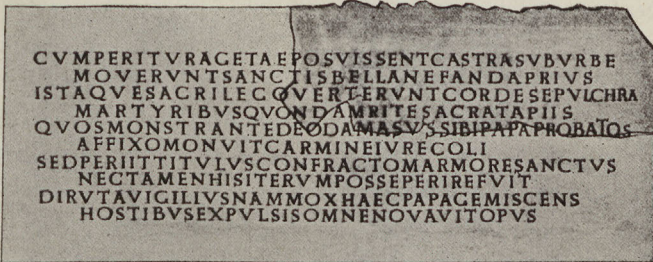 CVMPERITVRAGETAEPOSVISSENTCASTRASVBVRBE
MOVERVNTSANCTISBELLANEFANDAPRIVS
ISTAQVESACRILEGOVERTERVNTCORDESEPVLCHRA
MARTYRIBVSQVONDAMRITESACRATAPIIS
QVOSMONSTRANTEDEODAMASVSSIBIPAPAPROBATOS
AFFIXOMONVITCARMINEIVRECOLI
SEDPERIITTITVLVSCONFRACTOMARMORESANCTVS
NECTAMENHISITERVMPOSSEPERIREFVIT
DIRVTAVIGILIVSNAMMOXHAECPAPAGEMISCENS
HOSTIBVSEXPVLSISOMNENOVAVITOPVS